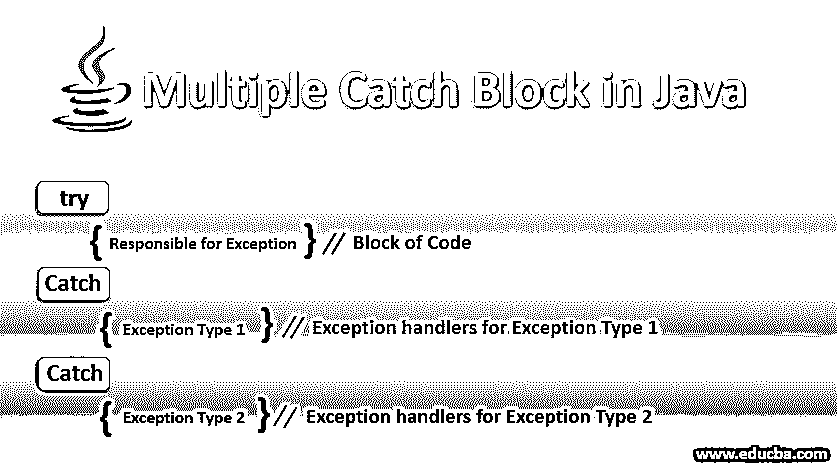 Multiple Catch Block in Java
try
{ Responsible for Exception } // Block of Code
Catch
{ Exception Type 1 } // Exception handlers for Exception Type 1
Catch
{ Exception Type 2 } // Exception handlers for Exception Type 2
www.educba.com